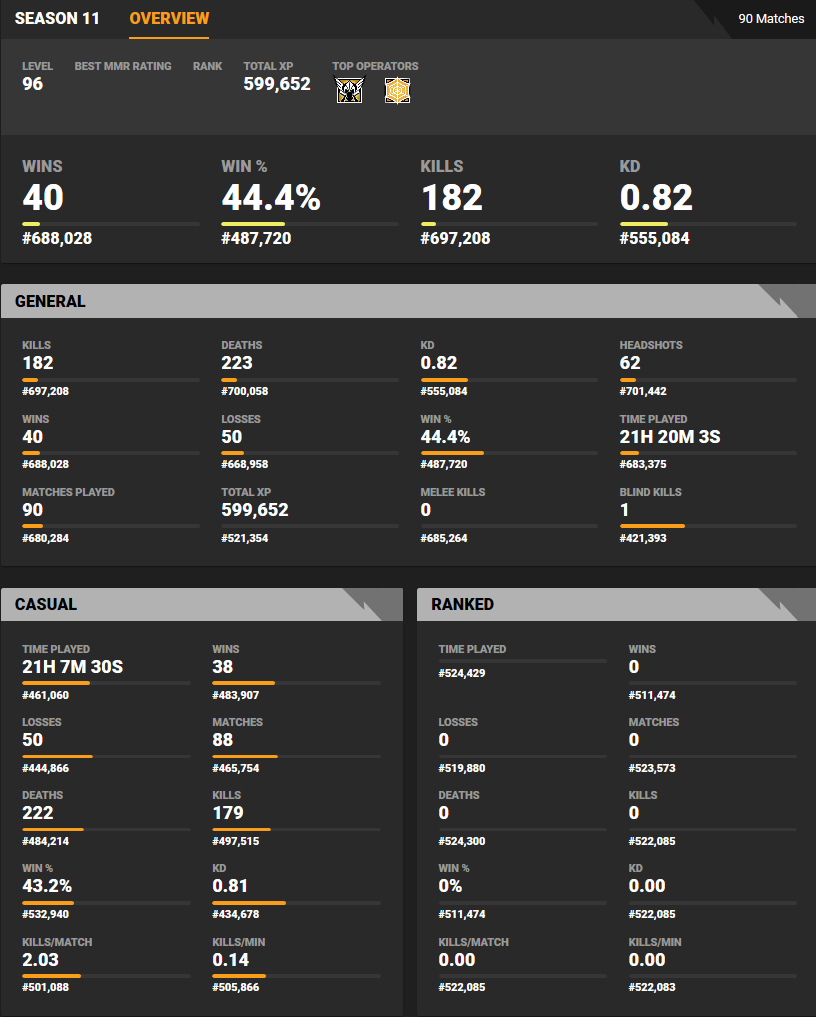 SEASON 11 OVERVIEW 90 Matches
LEVEL BEST MMR RATING RANK TOTAL XP TOP OPERATORS
96 599,652
WINS WIN % KILLS KD
40 44.4% 182 0.82
#688,028 #487,720 #697,208 #555,084
GENERAL
KILLS DEATHS KD HEADSHOTS
182 223 0.82 62
#697,208 #700,058 #555,084 #701,442
WINS LOSSES WIN % TIME PLAYED
40 50 44.4% 21H 20M 3S
#688,028 #668,958 #487,720 #683,375
MATCHES PLAYED TOTAL XP MELEE KILLS BLIND KILLS
90 599,652 0 1
#680,284 #521,354 #685,264 #421,393
CASUAL
TIME PLAYED WINS
21H 7M 30S 38
#461,060 #483,907
LOSSES MATCHES
50 88
#444,866 #465,754
DEATHS KILLS
222 179
#484,214 #497,515
WIN % KD
43.2% 0.81
#532,940 #434,678
KILLS/MATCH KILLS/MIN
2.03 0.14
#501,088 #505,866
RANKED
TIME PLAYED WINS
0
#524,429 #511,474
LOSSES MATCHES
0 0
#519,880 #523,573
DEATHS KILLS
0 0
#524,300 #522,085
WIN % KD
0% 0.00
#511,474 #522,085
KILLS/MATCH KILLS/MIN
0.00 0.00
#522,085 #522,083